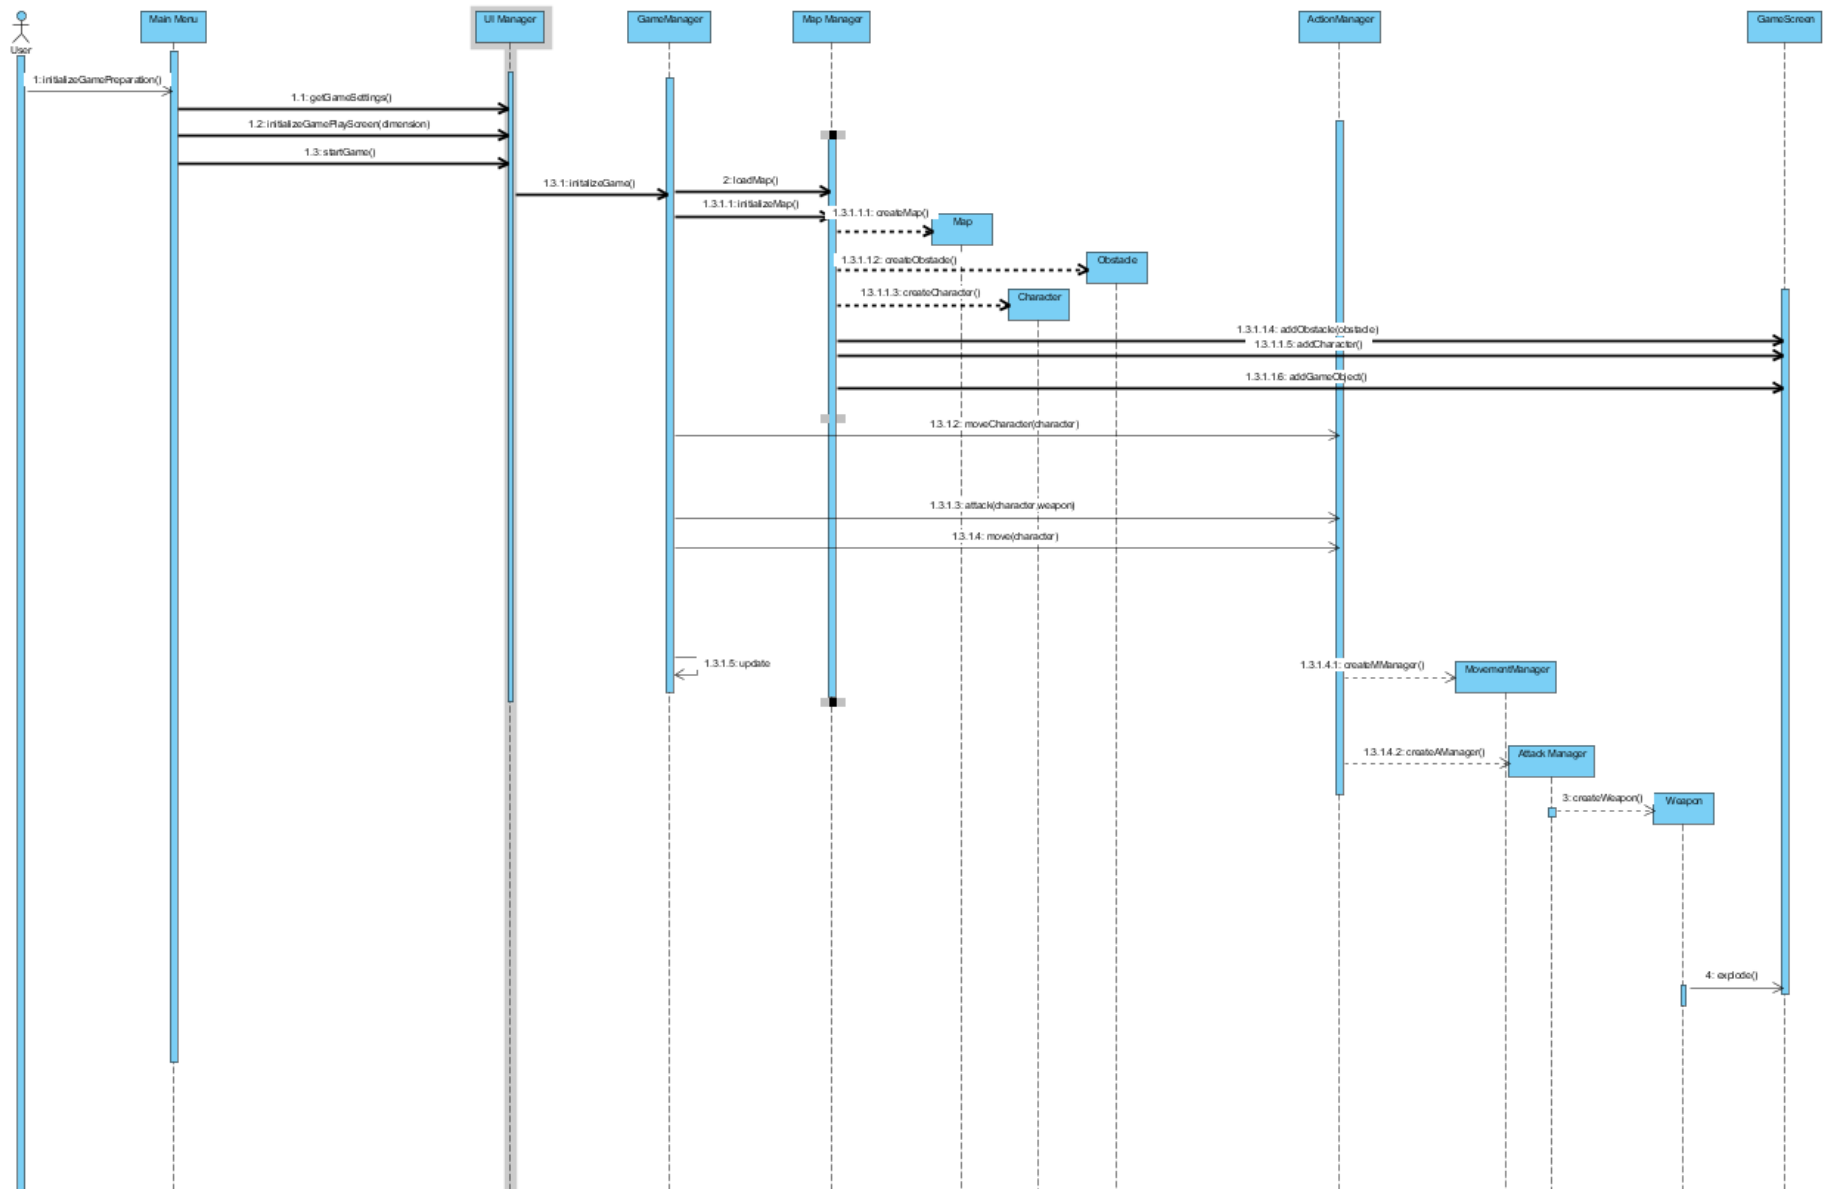 Main Menu
UI Manager
GameManager
Map Manager
ActionManager
GameScreen
User
1: initializeGamePreparation()
1.1: getGameSettings()
1.2: initializeGamePlayScreen(dimension)
1.3: startGame()
1.3.1: initalizeGame()
2: loadMap()
1.3.1.1: initializeMap()
1.3.1.1.1: createMap()
Map
1.3.1.1.2: createObstacle()
Obstacle
1.3.1.1.3: createCharacter()
Character
1.3.1.1.4: addObstacle(obstacle)
1.3.1.1.5: addCharacter()
1.3.1.1.6: addGameObject()
1.3.1.2: moveCharacter(character)
1.3.1.3: attack(character,weapon)
1.3.1.4: move(character)
1.3.1.5: update
1.3.1.4.1: createMManager()
MovementManager
1.3.1.4.2: createAManager()
Attack Manager
3: createWeapon()
Weapon
4: explode()